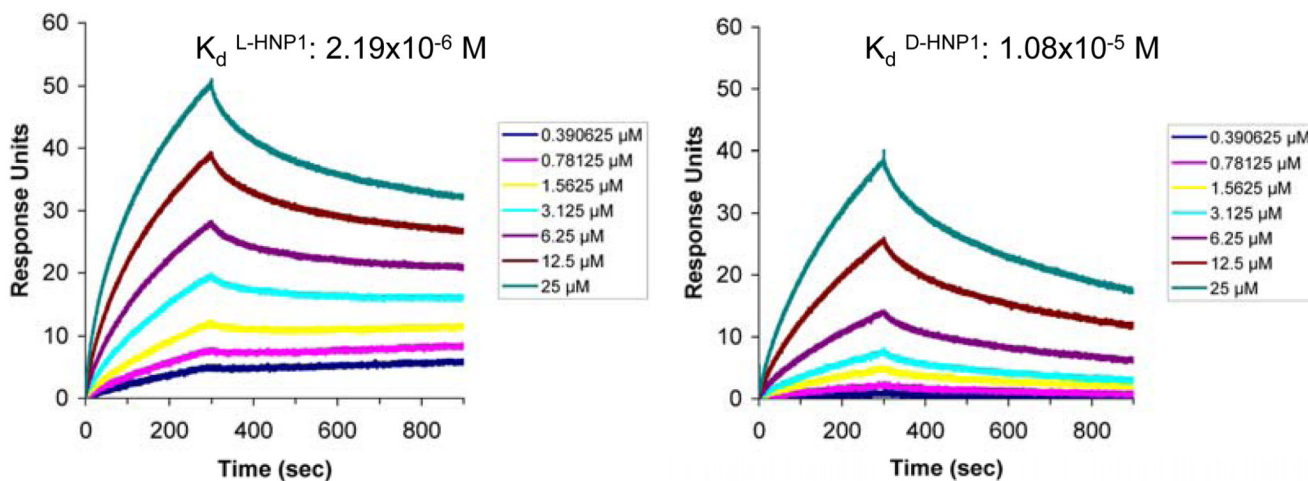 K_d L-HNP1: 2.19x10^-6 M
60
50
40
30
20
10
0
Response Units
0 200 400 600 800
Time (sec)
0.390625 µM
0.78125 µM
1.5625 µM
3.125 µM
6.25 µM
12.5 µM
25 µM
K_d D-HNP1: 1.08x10^-5 M
60
50
40
30
20
10
0
Response Units
0 200 400 600 800
Time (sec)
0.390625 µM
0.78125 µM
1.5625 µM
3.125 µM
6.25 µM
12.5 µM
25 µM